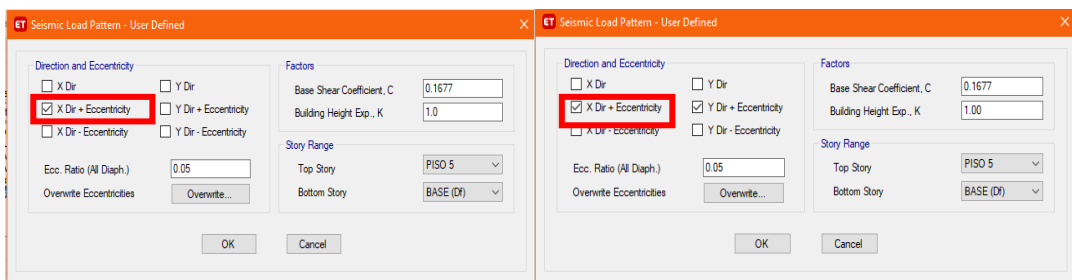 ET Seismic Load Pattern - User Defined
Direction and Eccentricity
X Dir Y Dir
X Dir + Eccentricity Y Dir + Eccentricity
X Dir - Eccentricity Y Dir - Eccentricity
Ecc. Ratio (All Diaph.) 0.05
Overwrite Eccentricities Overwrite...
Factors
Base Shear Coefficient, C 0.1677
Building Height Exp., K 1.0
Story Range
Top Story PISO 5
Bottom Story BASE (Df)
OK Cancel
ET Seismic Load Pattern - User Defined
Direction and Eccentricity
X Dir Y Dir
X Dir + Eccentricity Y Dir + Eccentricity
X Dir - Eccentricity Y Dir - Eccentricity
Ecc. Ratio (All Diaph.) 0.05
Overwrite Eccentricities Overwrite...
Factors
Base Shear Coefficient, C 0.1677
Building Height Exp., K 1.00
Story Range
Top Story PISO 5
Bottom Story BASE (Df)
OK Cancel